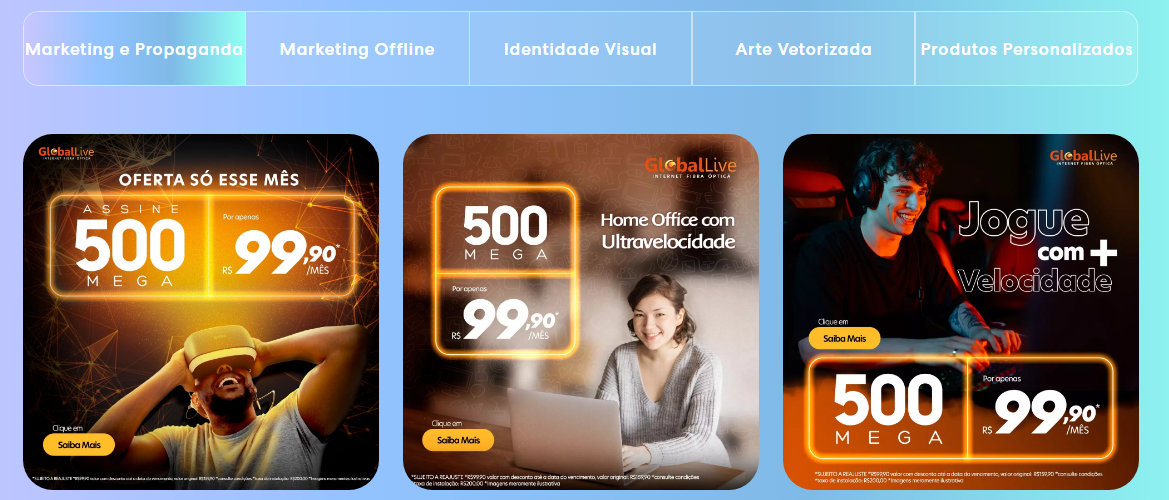 Marketing e Propaganda
Marketing Offline
Identidade Visual
Arte Vetorizada
Produtos Personalizados
GlobalLive
INTERNET FIBRA ÓPTICA
OFERTA SÓ ESSE MÊS
ASSINE
500
MEGA
Por apenas
R$ 99,90*
/MÊS
Clique em
Saiba Mais
GlobalLive
INTERNET FIBRA ÓPTICA
500
MEGA
Por apenas
R$ 99,90*
/MÊS
Home Office com
Ultravelocidade
Clique em
Saiba Mais
*SUJEITO A REAJUSTE *R$99,90 valor com desconto até a data do vencimento, valor original: R$159,90 *consulte condições
*taxa de instalação: R$200,00 *Imagens meramente ilustrativa
GlobalLive
INTERNET FIBRA ÓPTICA
Jogue
com +
Velocidade
Clique em
Saiba Mais
500
MEGA
Por apenas
R$ 99,90*
/MÊS
*SUJEITO A REAJUSTE *R$99,90 valor com desconto até a data do vencimento, valor original: R$159,90 *consulte condições
*taxa de instalação: R$200,00 *Imagens meramente ilustrativa